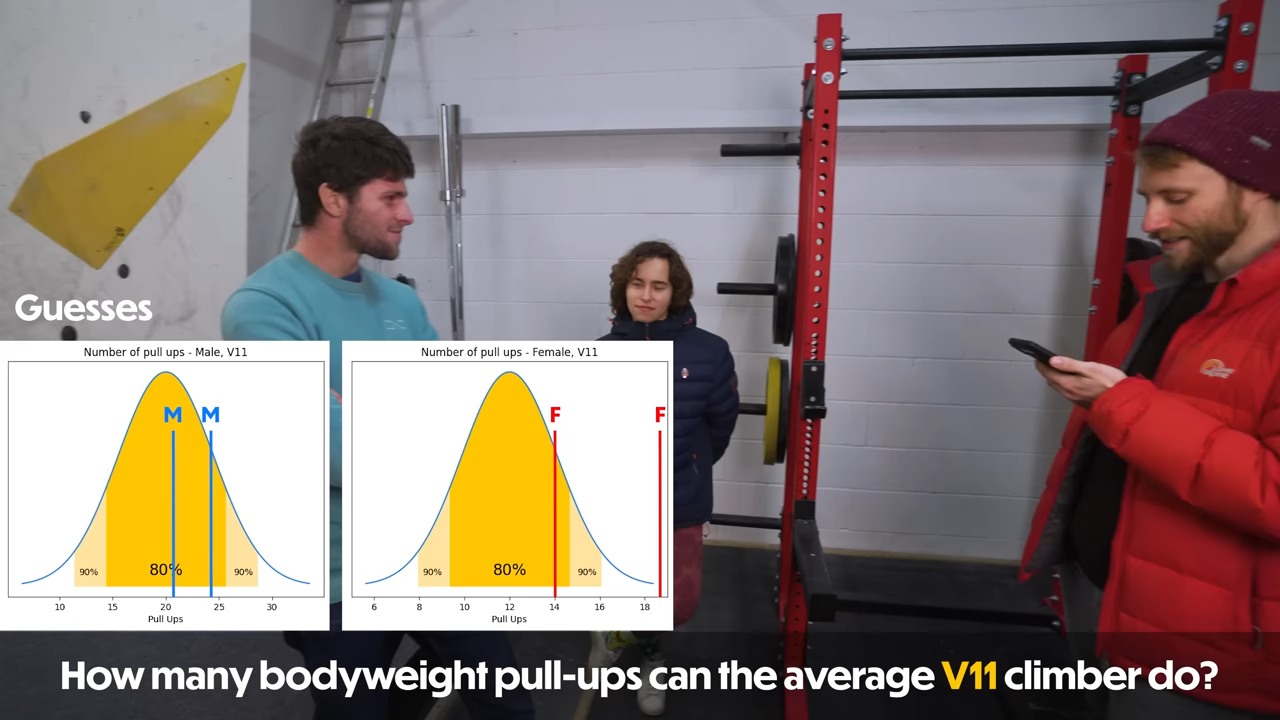 Guesses
Number of pull ups - Male, V11
M M
90% 80% 90%
10 15 20 25 30
Pull Ups
Number of pull ups - Female, V11
F F
90% 80% 90%
6 8 10 12 14 16 18
Pull Ups
How many bodyweight pull-ups can the average V11 climber do?